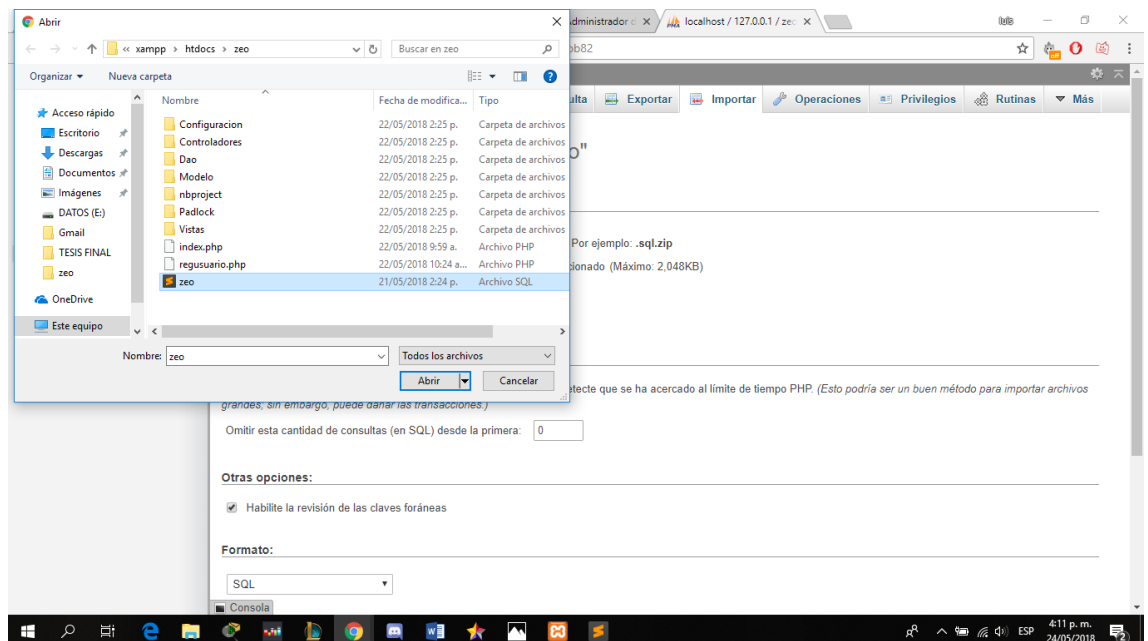 Abrir
Administrador d
localhost / 127.0.0.1 / zec
luis
« xampp > htdocs > zeo
Buscar en zeo
bb82
Organizar
Nueva carpeta
Exportar
Importar
Operaciones
Privilegios
Rutinas
Más
Acceso rápido
Escritorio
Descargas
Documentos
Imágenes
DATOS (E:)
Gmail
TESIS FINAL
zeo
OneDrive
Este equipo
Nombre Fecha de modifica... Tipo
Configuracion 22/05/2018 2:25 p. Carpeta de archivos
Controladores 22/05/2018 2:25 p. Carpeta de archivos
Dao 22/05/2018 2:25 p. Carpeta de archivos
Modelo 22/05/2018 2:25 p. Carpeta de archivos
nbproject 22/05/2018 2:25 p. Carpeta de archivos
Padlock 22/05/2018 2:25 p. Carpeta de archivos
Vistas 22/05/2018 2:25 p. Carpeta de archivos
index.php 22/05/2018 9:59 a. Archivo PHP
regusuario.php 22/05/2018 10:24 a... Archivo PHP
zeo 21/05/2018 2:24 p. Archivo SQL
Nombre: zeo
Todos los archivos
Abrir
Cancelar
o"
Por ejemplo: .sql.zip
cionado (Máximo: 2,048KB)
etecte que se ha acercado al límite de tiempo PHP. (Esto podría ser un buen método para importar archivos
grandes; sin embargo, puede dañar las transacciones.)
Omitir esta cantidad de consultas (en SQL) desde la primera: 0
Otras opciones:
Habilite la revisión de las claves foráneas
Formato:
SQL
Consola
ESP
4:11 p. m.
24/05/2018